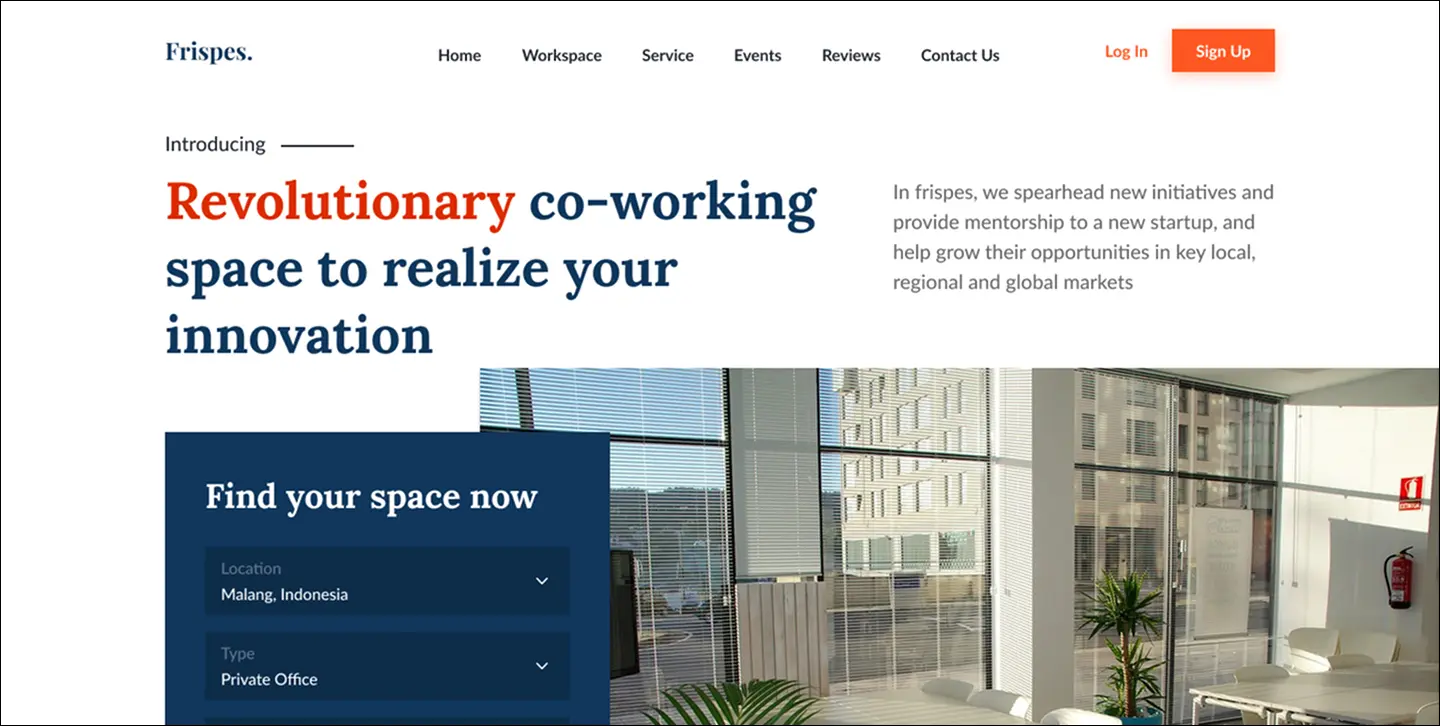 Frispes.
Home Workspace Service Events Reviews Contact Us
Log In Sign Up
Introducing
Revolutionary co-working
space to realize your
innovation
In frispes, we spearhead new initiatives and
provide mentorship to a new startup, and
help grow their opportunities in key local,
regional and global markets
Find your space now
Location
Malang, Indonesia
Type
Private Office